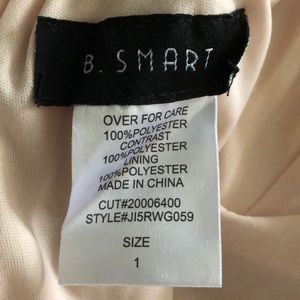 B. SMART
OVER FOR CARE
100%POLYESTER
CONTRAST
100%POLYESTER
LINING
100%POLYESTER
MADE IN CHINA
CUT#20006400
STYLE#JI5RWG059
SIZE
1